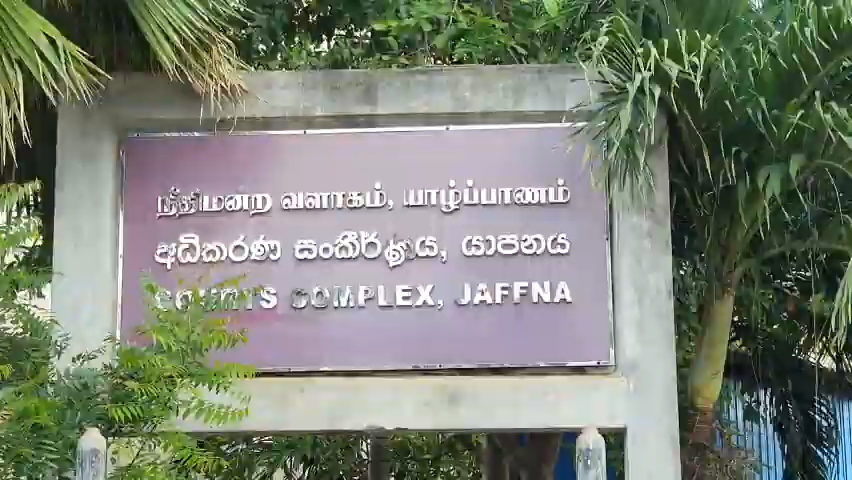 நீதிமன்ற வளாகம், யாழ்ப்பாணம்
අධිකරණ සංකීර්ණය, යාපනය
COURTS COMPLEX, JAFFNA